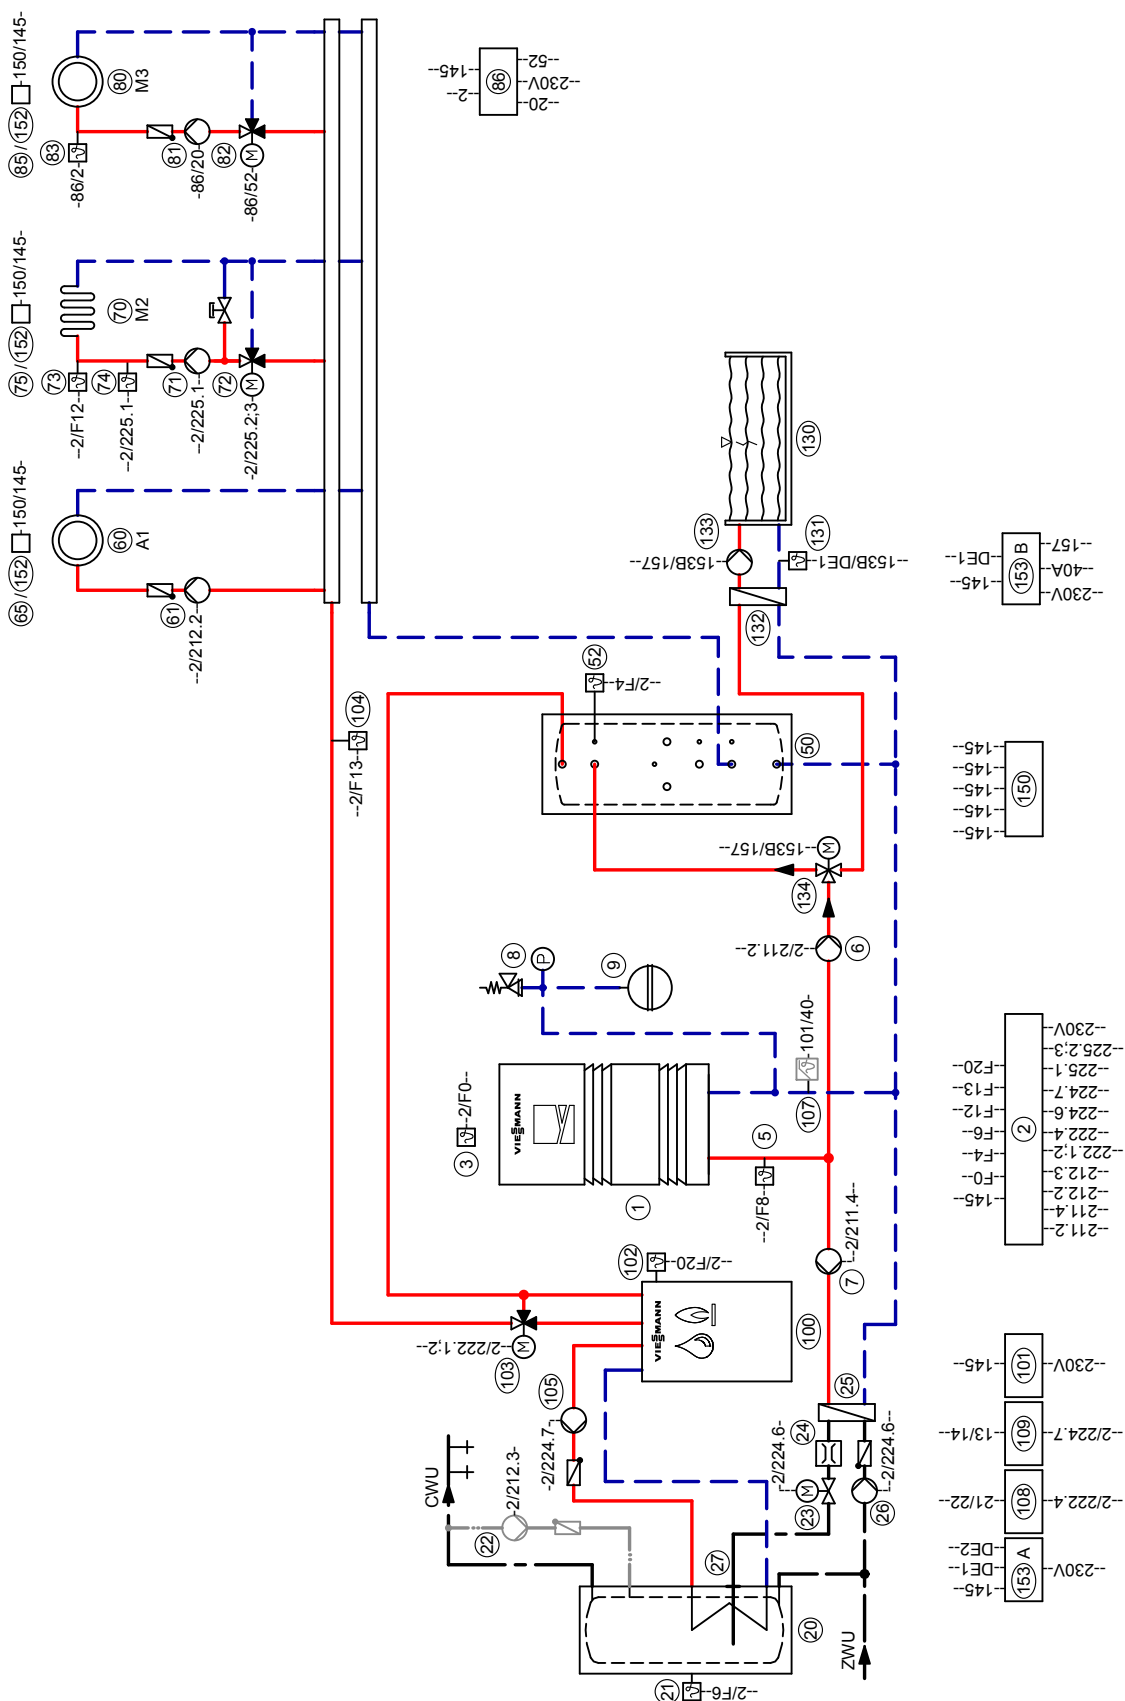 (85)/(152) □-150/145-
(80)
M3
(83)
-86/2-
(81)
-86/20-
(82)
M
-86/52-
(86)
-145--
--2--
-52--
--230V--
--20--
(75)/(152) □-150/145-
(70)
M2
(73)
--2/F12--
(74)
--2/225.1--
(71)
--2/225.1--
(72)
M
-2/225.2;3--
(65)/(152) □-150/145-
(60)
A1
(61)
--2/212.2--
(104)
--2/F13--
(52)
--2/F4--
(50)
(130)
(133)
--153B/157--
(131)
--153B/DE1--
(132)
(153) B
DE1--
-145--
--157--
--40A--
--230V--
(150)
-145--
-145--
-145--
-145--
-145--
--153B/157--
M
(134)
(6)
--2/211.2--
(8)
P
(9)
(3)
--2/F0--
VIESMANN
(1)
(5)
--2/F8--
(107)
-101/40-
(2)
F20--
F13--
F12--
F6--
F4--
F0--
-145--
--230V
--225.2;3--
--225.1--
--224.7--
--224.6--
--222.4--
--222.1;2--
--212.3--
--212.2--
--211.4--
--211.2--
(7)
--2/211.4--
(102)
--2/F20--
VIESMANN
(100)
M
--2/222.1;2--
(103)
(105)
-2/224.7-
(25)
(24)
2/224.6-
M
(23)
(26)
--2/224.6--
(101)
-145--
--230V--
(109)
-13/14--
--2/224.7--
(108)
-21/22--
--2/222.4--
(153) A
DE2--
-DE1--
-145--
--230V--
CWU
(22)
-2/212.3-
(27)
(20)
(21)
--2/F6--
ZWU